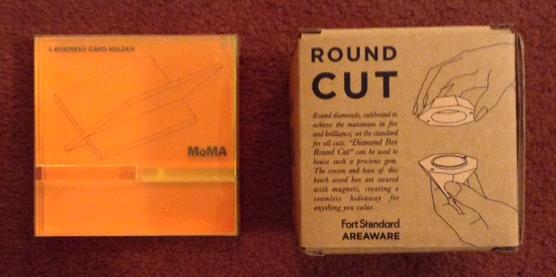 X-BUSINESS CARD HOLDER
MoMA
ROUND
CUT
Round diamonds, calibrated to
achieve the maximum in fire
and brilliance, set the standard
for all cuts. "Diamond Box
Round Cut" can be used to
house such a precious gem.
The crown and base of this
beech wood box are secured
with magnets, creating a
seamless hideaway for
anything you value.
Fort Standard
AREAWARE